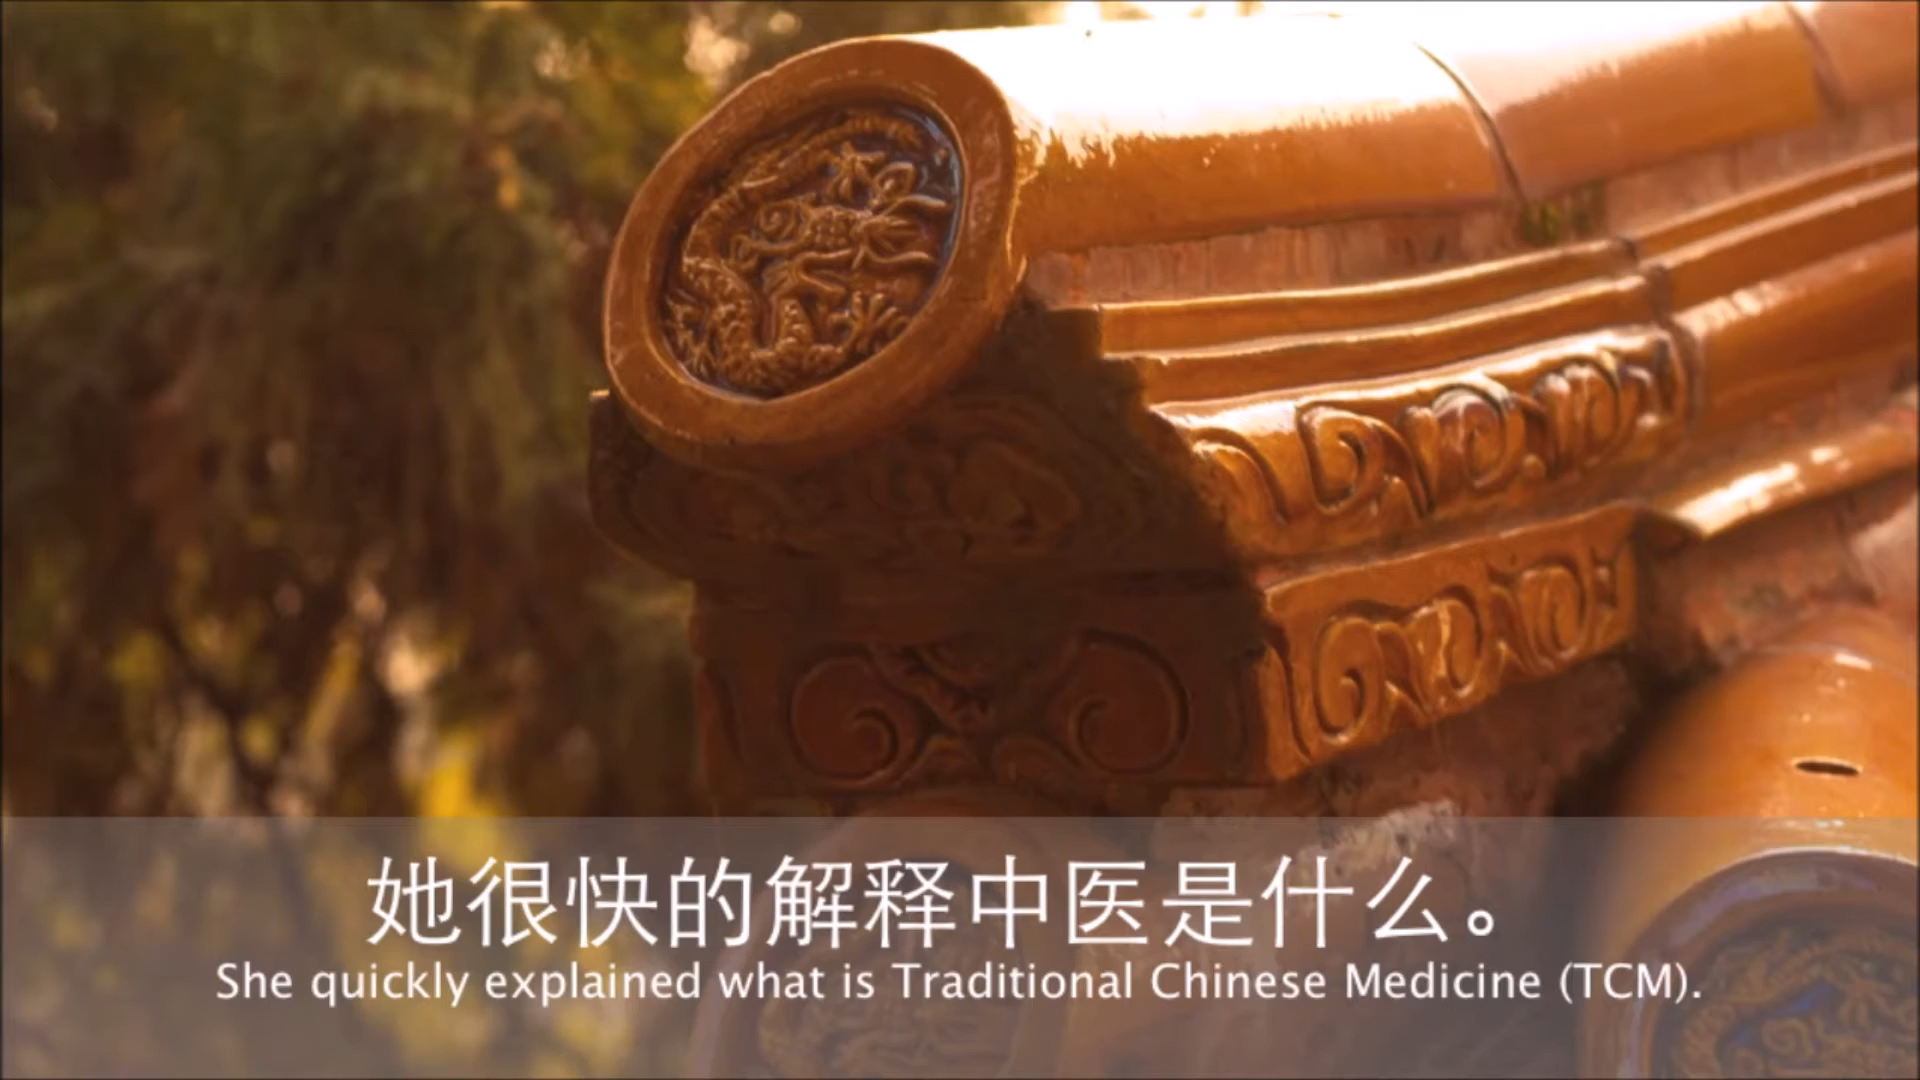 她很快的解释中医是什么。
She quickly explained what is Traditional Chinese Medicine (TCM).